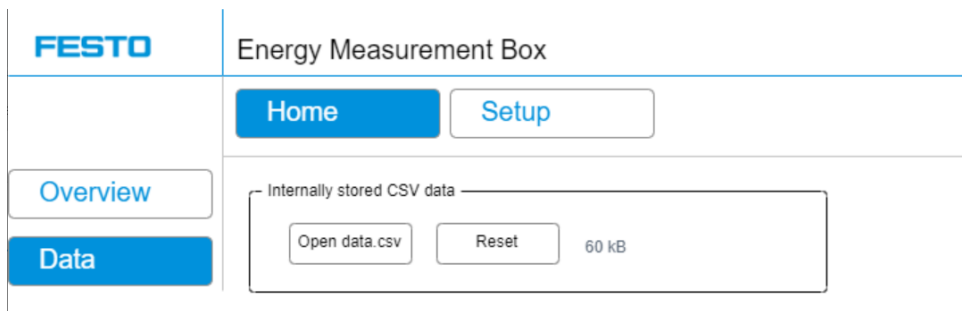 FESTO
Energy Measurement Box
Home
Setup
Overview
Data
Internally stored CSV data
Open data.csv
Reset
60 kB